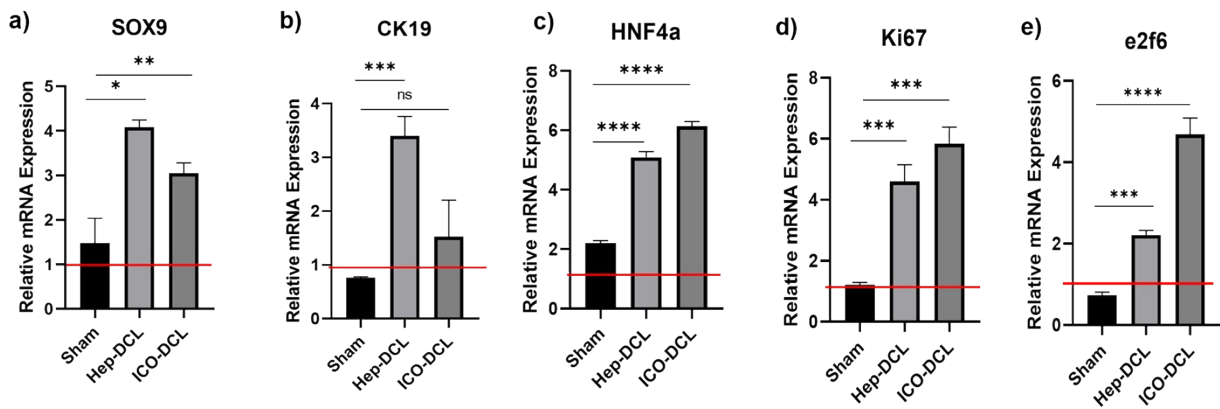 a)
SOX9
**
*
Relative mRNA Expression
5
4
3
2
1
0
Sham
Hep-DCL
ICO-DCL
b)
CK19
***
ns
Relative mRNA Expression
4
3
2
1
0
Sham
Hep-DCL
ICO-DCL
c)
HNF4a
****
****
Relative mRNA Expression
8
6
4
2
0
Sham
Hep-DCL
ICO-DCL
d)
Ki67
***
***
Relative mRNA Expression
8
6
4
2
0
Sham
Hep-DCL
ICO-DCL
e)
e2f6
****
***
Relative mRNA Expression
6
4
2
0
Sham
Hep-DCL
ICO-DCL